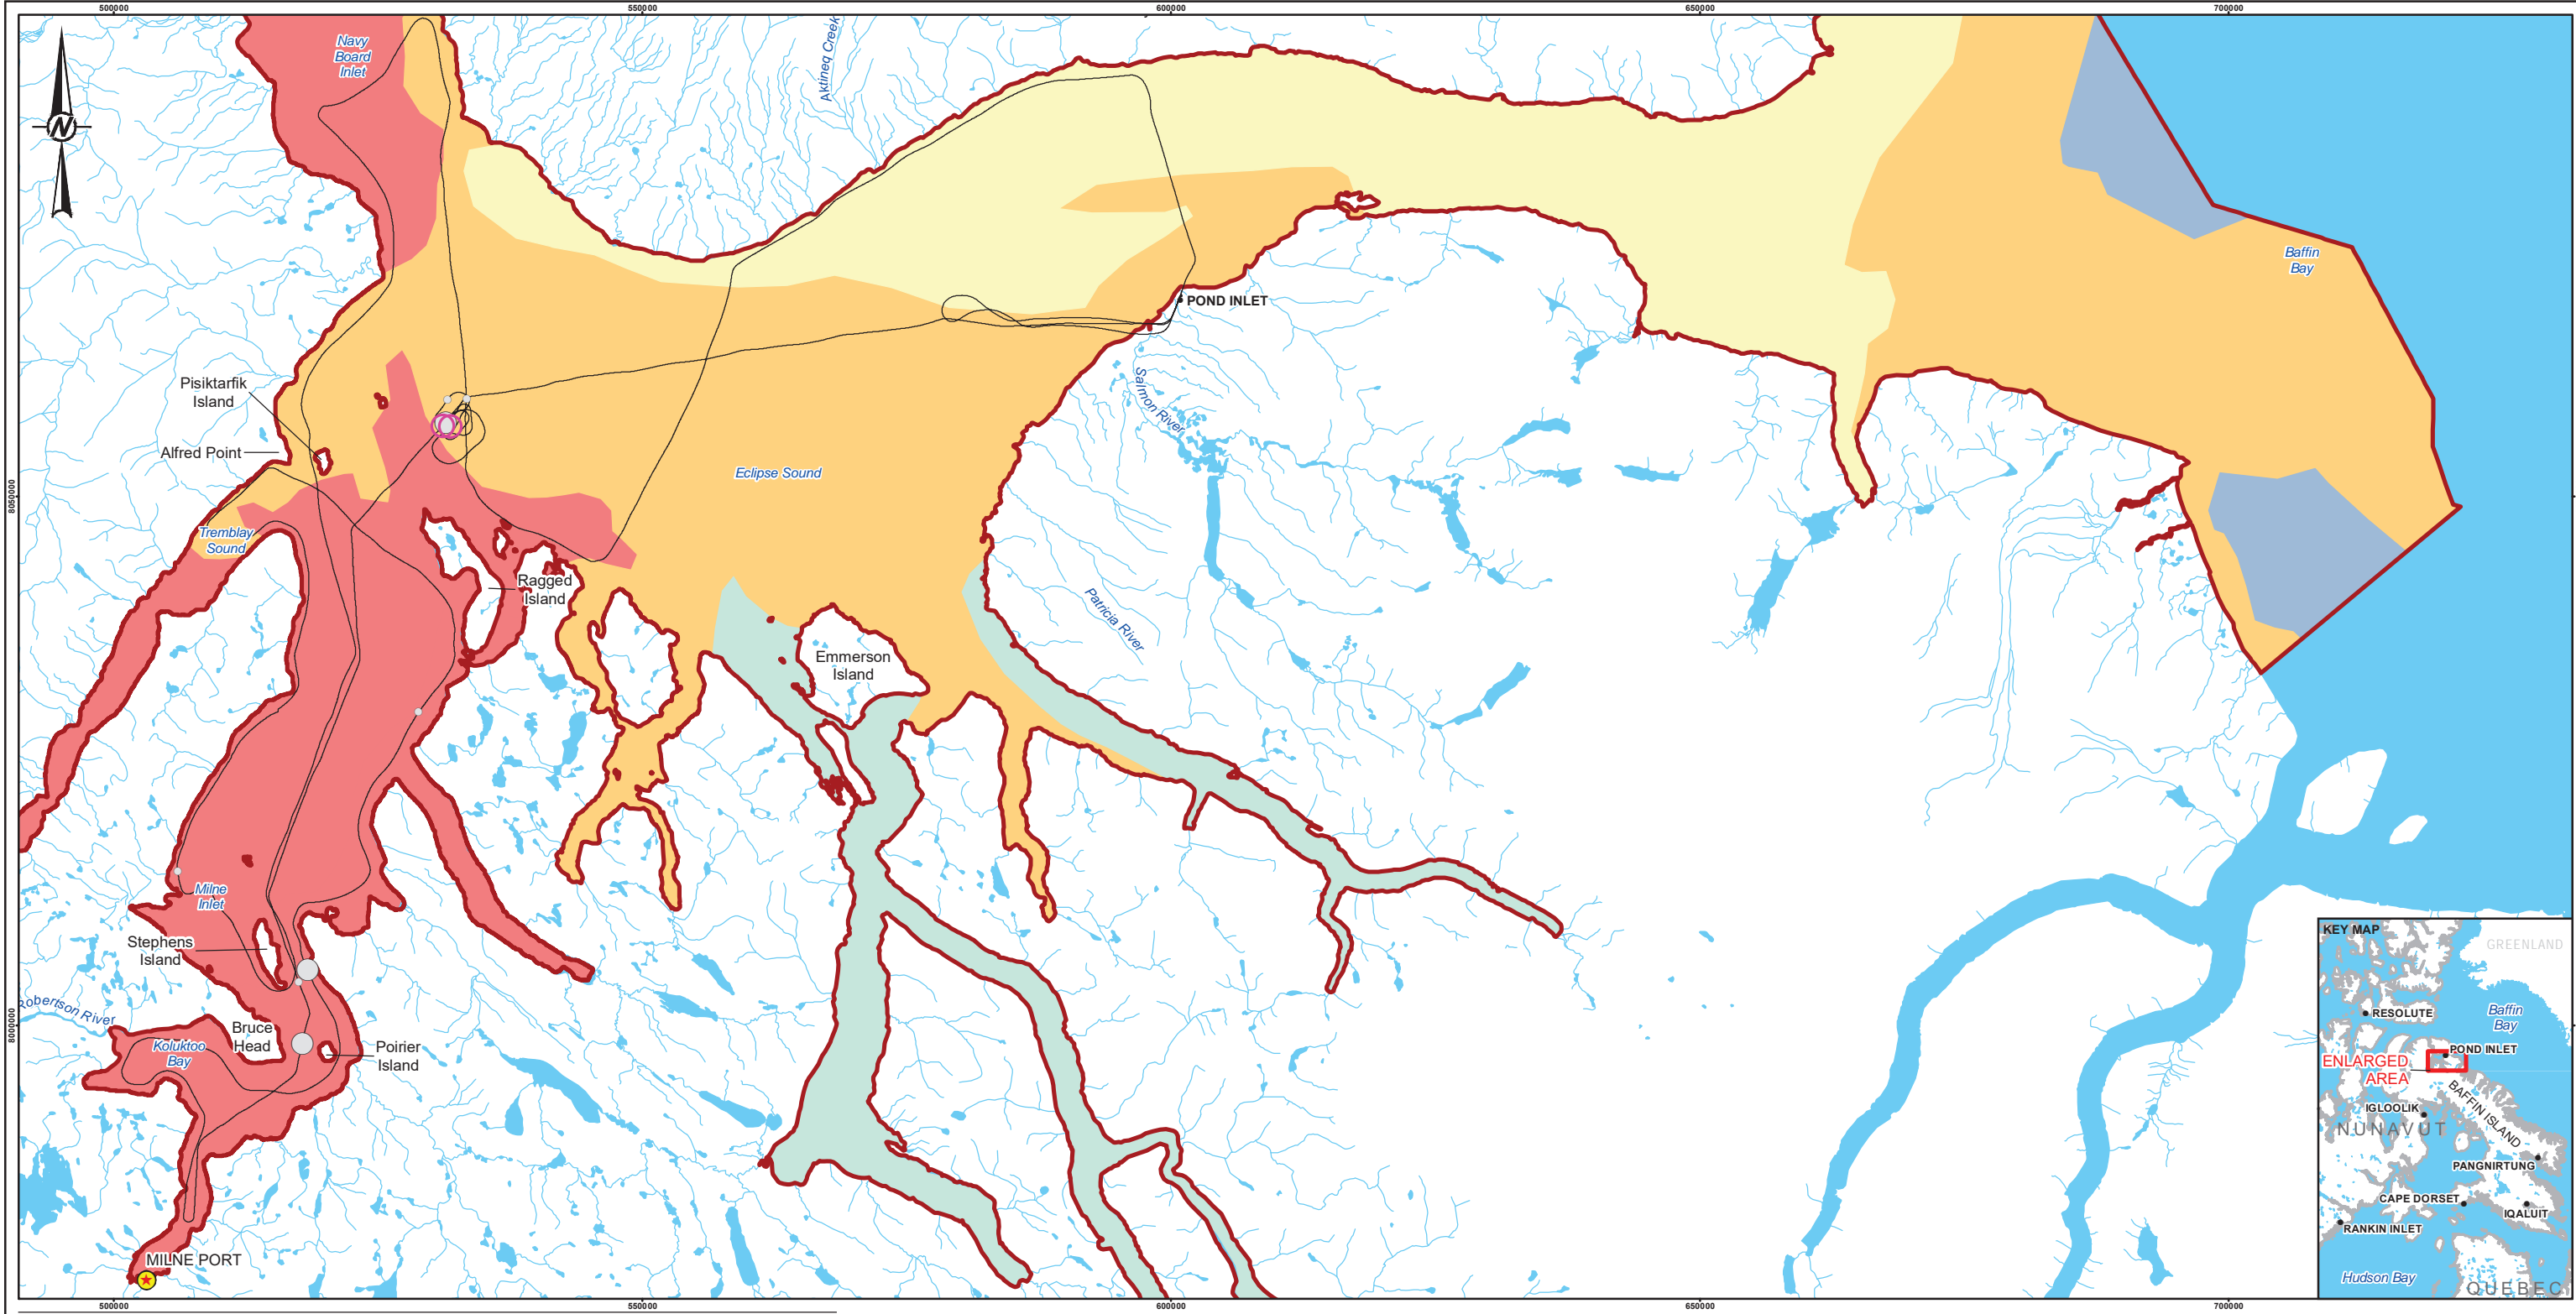 500000
550000
600000
650000
700000
Navy
Board
Inlet
Aktineq Creek
N
Baffin
Bay
POND INLET
Pisiktarfik
Island
Salmon River
Alfred Point
Eclipse Sound
8050000
Tremblay
Sound
Ragged
Island
Patricia River
Emmerson
Island
Milne
Inlet
Stephens
Island
Robertson River
8000000
Bruce
Head
Koluktoo
Bay
Poirier
Island
MILNE PORT
KEY MAP
GREENLAND
Baffin
Bay
RESOLUTE
POND INLET
ENLARGED
AREA
BAFFIN ISLAND
IGLOOLIK
NUNAVUT
PANGNIRTUNG
CAPE DORSET
IQALUIT
RANKIN INLET
Hudson Bay
QUEBEC
500000
550000
600000
650000
700000